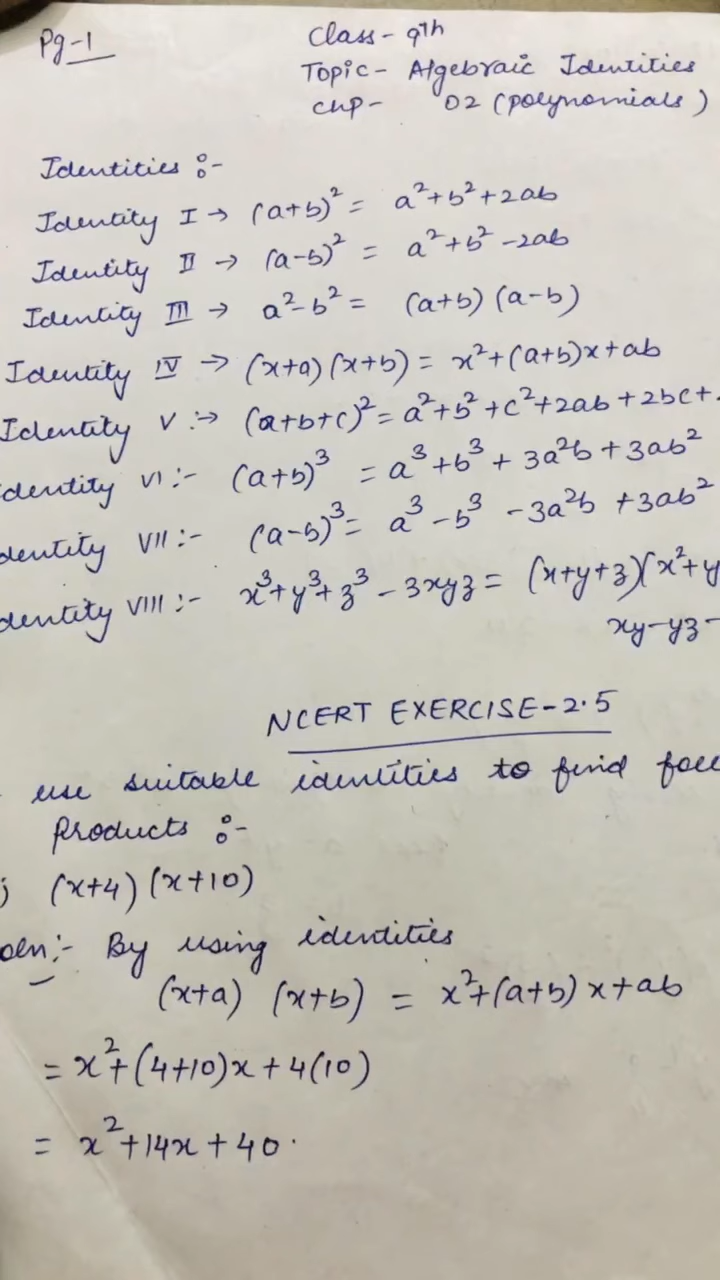 Pg-1
Class - 9th
Topic - Algebraic Identities
Chp - 02 (polynomials)
Identities :-
Identity I → (a+b)² = a²+b²+2ab
Identity II → (a-b)² = a²+b²-2ab
Identity III → a²-b² = (a+b) (a-b)
Identity IV → (x+a) (x+b) = x²+(a+b)x+ab
Identity V :→ (a+b+c)² = a²+b²+c²+2ab+2bc+
dentity VI :- (a+b)³ = a³+b³+3a²b+3ab²
dentity VII :- (a-b)³ = a³-b³-3a²b+3ab²
dentity VIII :- x³+y³+z³-3xyz = (x+y+z)(x²+y
xy-yz-
NCERT EXERCISE-2.5
use suitable identities to find
Products :-
(x+4) (x+10)
oln:- By using identities
(x+a) (x+b) = x²+(a+b)x+ab
= x²+(4+10)x+4(10)
= x²+14x+40.